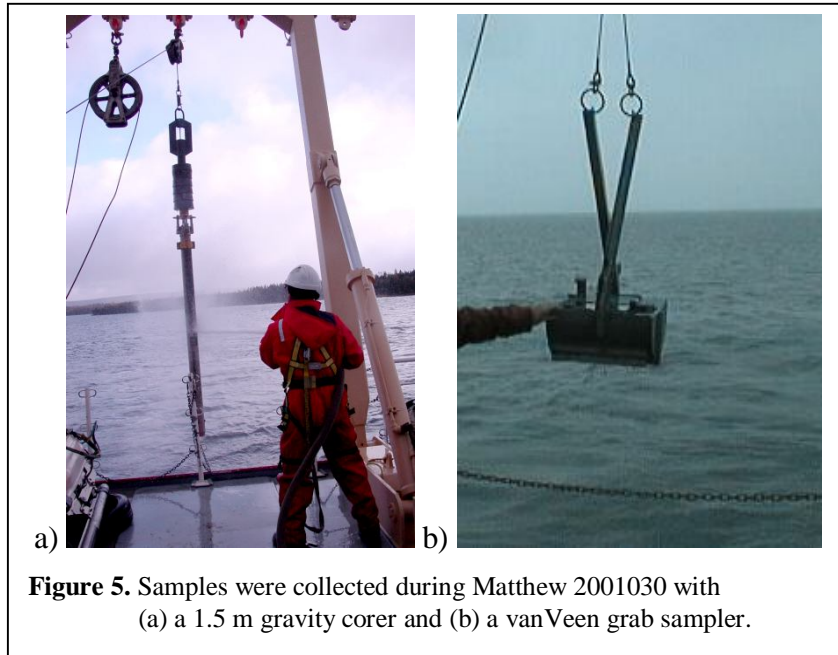 a) b)
Figure 5. Samples were collected during Matthew 2001030 with
(a) a 1.5 m gravity corer and (b) a vanVeen grab sampler.